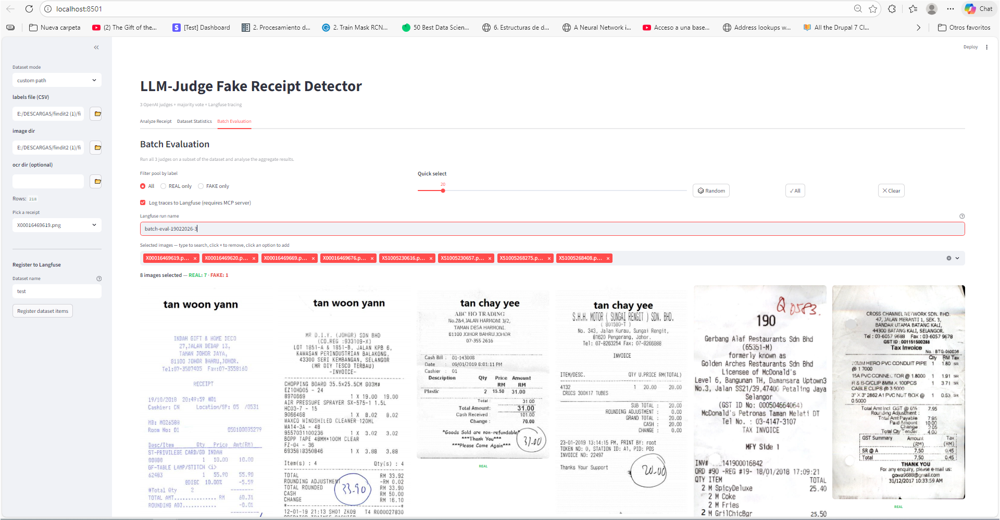 localhost:8501
Chat
Nueva carpeta
(2) The Gift of the...
[Test] Dashboard
2. Procesamiento d...
2. Train Mask RCN...
50 Best Data Scien...
6. Estructuras de d...
A Neural Network i...
Acceso a una base...
Address lookups w...
All the Drupal 7 Cl...
Otros favoritos
Deploy
Dataset mode
custom path
labels file (CSV)
E:/DESCARGAS/findit2 (1)/fi
image dir
E:/DESCARGAS/findit2 (1)/fi
ocr dir (optional)
Rows: 218
Pick a receipt
X00016469619.png
Register to Langfuse
Dataset name
test
Register dataset items
LLM-Judge Fake Receipt Detector
3 OpenAI judges + majority vote + Langfuse tracing
Analyze Receipt
Dataset Statistics
Batch Evaluation
Batch Evaluation
Run all 3 judges on a subset of the dataset and analyse the aggregate results.
Filter pool by label
All
REAL only
FAKE only
Quick select
20
Random
✓ All
Clear
Log traces to Langfuse (requires MCP server)
Langfuse run name
batch-eval-19022026-3
Selected images — type to search, click × to remove, click an option to add
X00016469619.p... ×
X00016469620.p... ×
X00016469669.p... ×
X00016469676.p... ×
X51005230616.p... ×
X51005230657.p... ×
X51005268275.p... ×
X51005268408.p... ×
8 images selected — REAL: 7 · FAKE: 1
tan woon yann
INDAH GIFT & HOME DECO
27,JALAN DEDAP 13,
TAMAN JOHOR JAYA,
81100 JOHOR BAHRU,JOHOR.
Tel:07-3507405 Fax:07-3558160
RECEIPT
19/10/2018 20:49:59 #01
Cashier: CN Location/SP: 05 /0531
MB: M026588
Room No: 01 050100035279
Desc/Item Qty Price Amt(RM)
ST-PRIVILEGE CARD/GD INDAH
88888 1 10.00 10.00
GF-TABLE LAMP/STITCH <i>
62483 1 55.90 55.90
@DISC 10.00% -5.59
#Total Qty 2
TOTAL AMT.............. RM 60.31
ROUNDING ADJ........... -0.01
tan woon yann
MR D.I.Y. (JOHOR) SDN BHD
(CO.REG :933109-X)
LOT 1851-A & 1851-B, JALAN KPB 6,
KAWASAN PERINDUSTRIAN BALAKONG,
43300 SERI KEMBANGAN, SELANGOR
(MR DIY TESCO TERBAU)
-INVOICE-
CHOPPING BOARD 35.5x25.5CM 803M#
EZ10HD05 - 24
8970669 1 X 19.00 19.00
AIR PRESSURE SPRAYER SX-575-1 1.5L
HC03-7 - 15
9066468 1 X 8.02 8.02
WAXCO WINDSHILED CLEANER 120ML
WA14-3A - 48
9557031100236 1 X 3.02 3.02
BOPP TAPE 48MM*100M CLEAR
FZ-04 - 36
6935818350846 1 X 3.88 3.88
Item(s) : 4 Qty(s) : 4
TOTAL RM 33.92
ROUNDING ADJUSTMENT -RM 0.02
TOTAL ROUNDED RM 33.90
CASH RM 50.00
CHANGE RM 16.10
33.90
12-01-19 21:13 SH01 ZK09 T4 R000027830
tan chay yee
ABC HO TRADING
No.2&4,JALAN HARMONI 3/2,
TAMAN DESA HARMONI.
81100 JOHOR BAHRU.JOHOR
07-355 2616
Cash Bill : 01-143008
Date : 09/01/2019 8:01:11 PM
Cashier : 01
Description Qty Price Amount
RM RM
Plastic 2 15.50 31.00
Total : 31.00
Total Amount: 31.00
Cash Received : 101.00
Change : 70.00
*Goods Sold are non-refundable*
***Thank You***
***Please Come Again***
31.00
REAL
tan chay yee
S.H.H. MOTOR ( SUNGAI RENGIT ) SDN. BHD.
( 801580-T )
No. 343, Jalan Kurau, Sungai Rengit,
81620 Pengerang, Johor.
Tel: 07-8263254 Fax: 07-8266888
INVOICE
ITEM/DESC. QTY U.PRICE RM(TOTAL)
4132 1 20.00 20.00
CROCS 300X17 TUBES
SUB TOTAL : 20.00
ROUNDING ADJUSTMENT : 0.00
GRAND TOTAL : 20.00
CASH : 20.00
CHANGE : 0.00
23-01-2019 13:14:15 PM, PRINT BY: root
TOKEN NO: 0, STATION ID: A1, PID: POS
INVOICE NO: 22497
Thanks Your Support
20.00
Q 0583.
190
Gerbang Alaf Restaurants Sdn Bhd
(65351-M)
formerly known as
Golden Arches Restaurants Sdn Bhd
Licensee of McDonald's
Level 6, Bangunan TH, Damansara Uptown3
No.3, Jalan SS21/39,47400 Petaling Jaya
Selangor
(GST ID No: 000504664064)
McDonald's Petronas Taman Melati DT
Tel No. : 03-4147-3107
TAX INVOICE
MFY Side 1
INV# 141900016842
ORD #90 -REG #19- 18/01/2018 17:09:21
QTY ITEM TOTAL
2 M SpicyDeluxe 25.40
2 M Coke
2 M Fries
2 M GrilChicBgr 25.50
CROSS CHANNEL NETWORK SDN. BHD.
47, JALAN MERANTI 1, SEK. 3,
BANDAR UTAMA BATANG KALI,
44300 BATANG KALI, SELANGOR.
Tel : 03-6057 9688 Fax : 03-6057 9678
GST ID : 001151500288
Tax Invoice
No. : BTG-050036
Qty RM Tax
20MM HERO PVC CONDUIT PIPE 1 1.80 SR
@ 1.7000
15A PVC CONNECTOR @ 1.8000 1 1.91 SR
R & B-C/CLIP 8MM X 100PCS 1 3.71 SR
CABLE CLIPS @ 3.5000
3" X 3" 2862 A1 PVC NUT BOX @ 1 0.53 SR
0.5000
Total Amt Incl. GST @ 6% 7.95
Rounding Adjustment :
Total Amt Payable 7.95
Paid Amount : 10.00
Change 2.05
Total Qty Tender 4.00
GST Summary Amount Tax
(RM) (RM)
SR @ A 7.50 0.45
Total 7.50 0.45
THANK YOU
For any enquiry, please e-mail us:
gowa9688@gmail.com
31/12/2017 10:33:59 AM
REAL